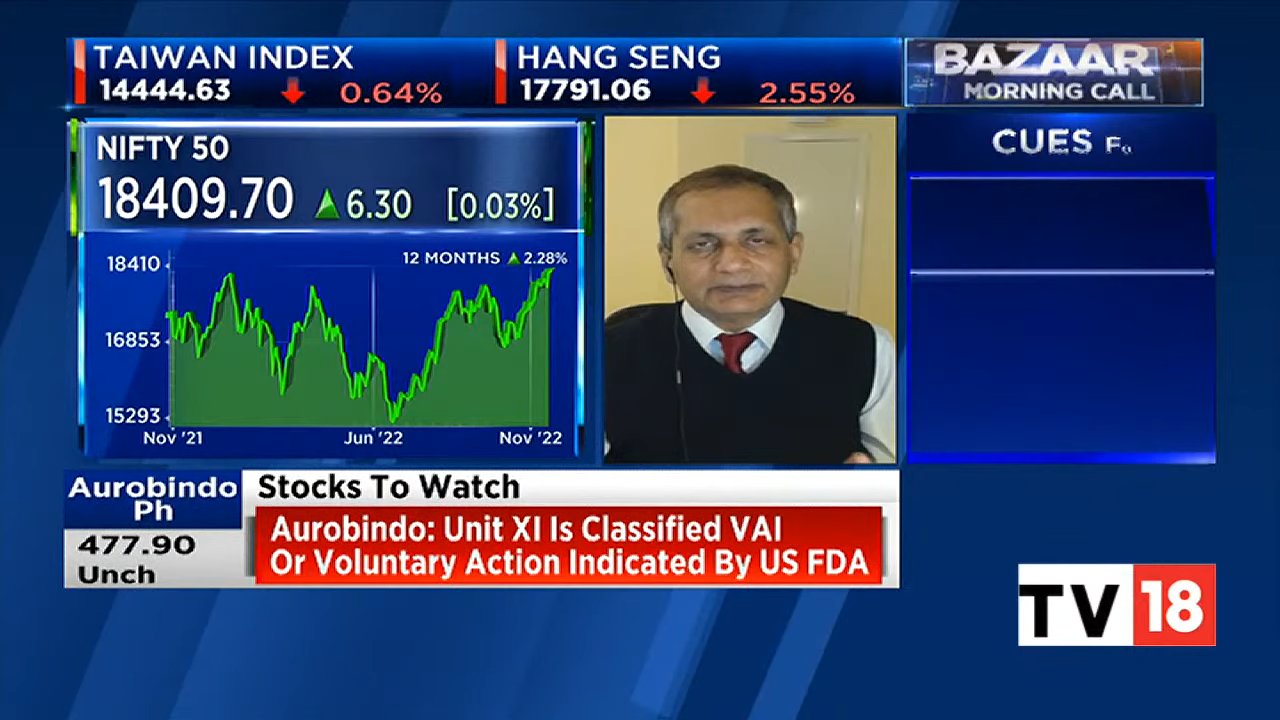 TAIWAN INDEX
14444.63 0.64%
HANG SENG
17791.06 2.55%
BAZAAR
MORNING CALL
NIFTY 50
18409.70 6.30 [0.03%]
12 MONTHS 2.28%
18410
16853
15293
Nov '21 Jun '22 Nov '22
CUES
Aurobindo
Ph
477.90
Unch
Stocks To Watch
Aurobindo: Unit XI Is Classified VAI
Or Voluntary Action Indicated By US FDA
TV18